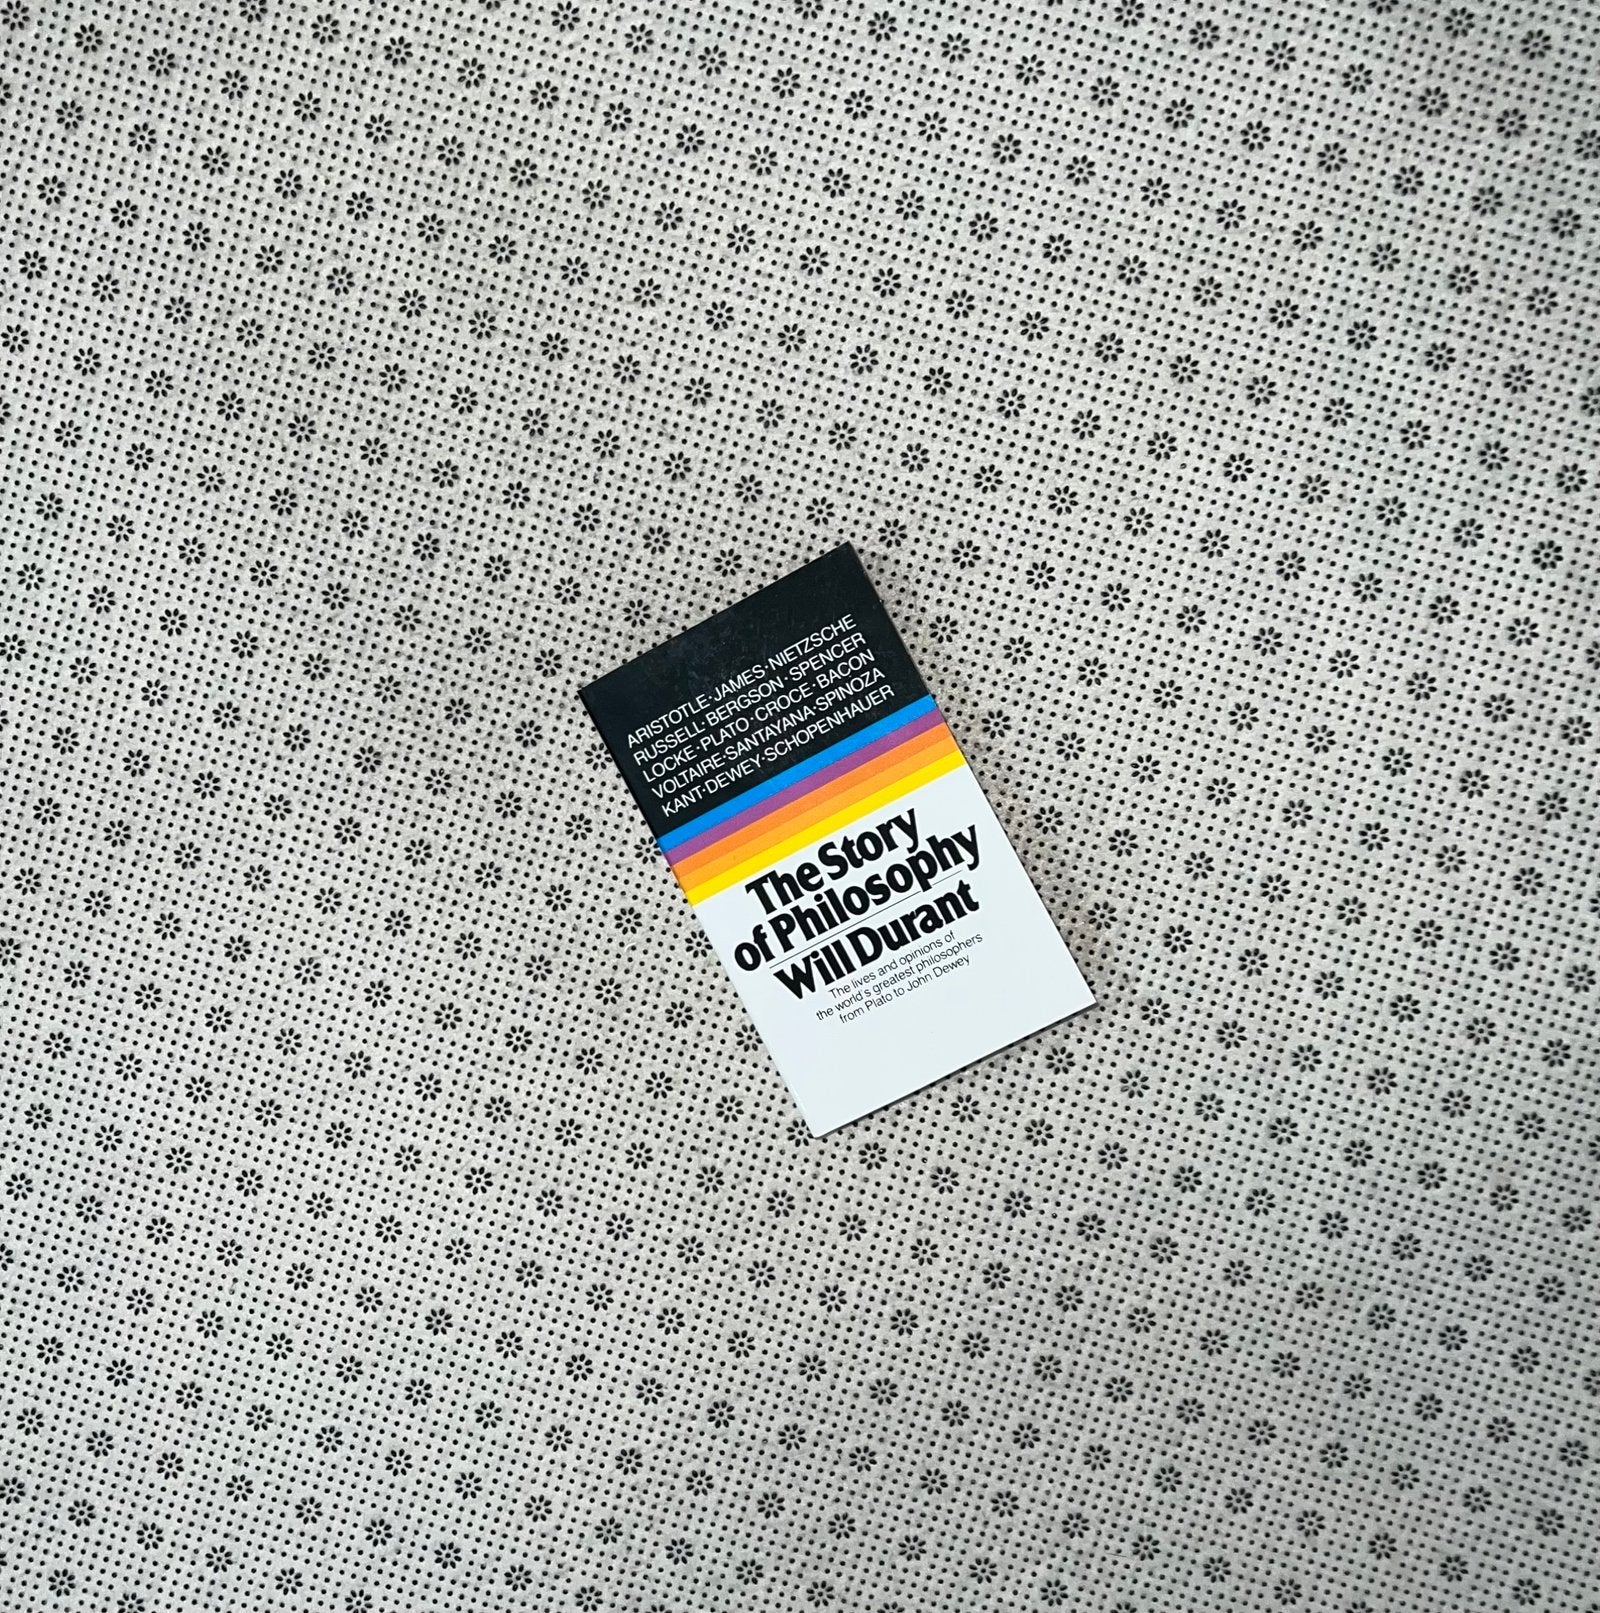 ARISTOTLE·JAMES·NIETZSCHE
RUSSELL·BERGSON·SPENCER
LOCKE·PLATO·CROCE·BACON
VOLTAIRE·SANTAYANA·SPINOZA
KANT·DEWEY·SCHOPENHAUER
The Story
of Philosophy
Will Durant
The lives and opinions of
the world's greatest philosophers
from Plato to John Dewey